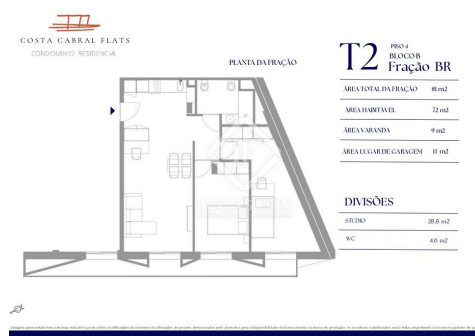 COSTA CABRAL FLATS
CONDOMINIO RESIDENCIAL
PLANTA DA FRAÇÃO
T2
PISO 4
BLOCO B
Fração BR
ÁREA TOTAL DA FRAÇÃO 81 m2
ÁREA HABITÁVEL 72 m2
ÁREA VARANDA 9 m2
ÁREA LUGAR DE GARAGEM 11 m2
DIVISÕES
STUDIO 28.8 m2
WC 4.6 m2